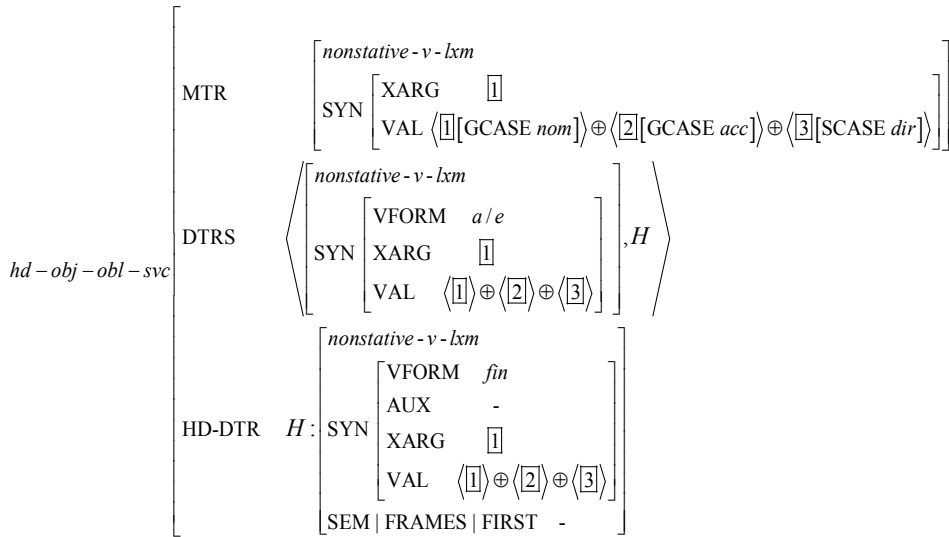 nonstative - v - lxm
XARG 1
MTR SYN
VAL ⟨1[GCASE nom]⟩⊕⟨2[GCASE acc]⟩⊕⟨3[SCASE dir]⟩
nonstative - v - lxm
VFORM a / e
DTRS SYN XARG 1 , H
VAL ⟨1⟩⊕⟨2⟩⊕⟨3⟩
hd – obj – obl – svc
nonstative - v - lxm
VFORM fin
AUX -
HD-DTR H : SYN
XARG 1
VAL ⟨1⟩⊕⟨2⟩⊕⟨3⟩
SEM | FRAMES | FIRST -